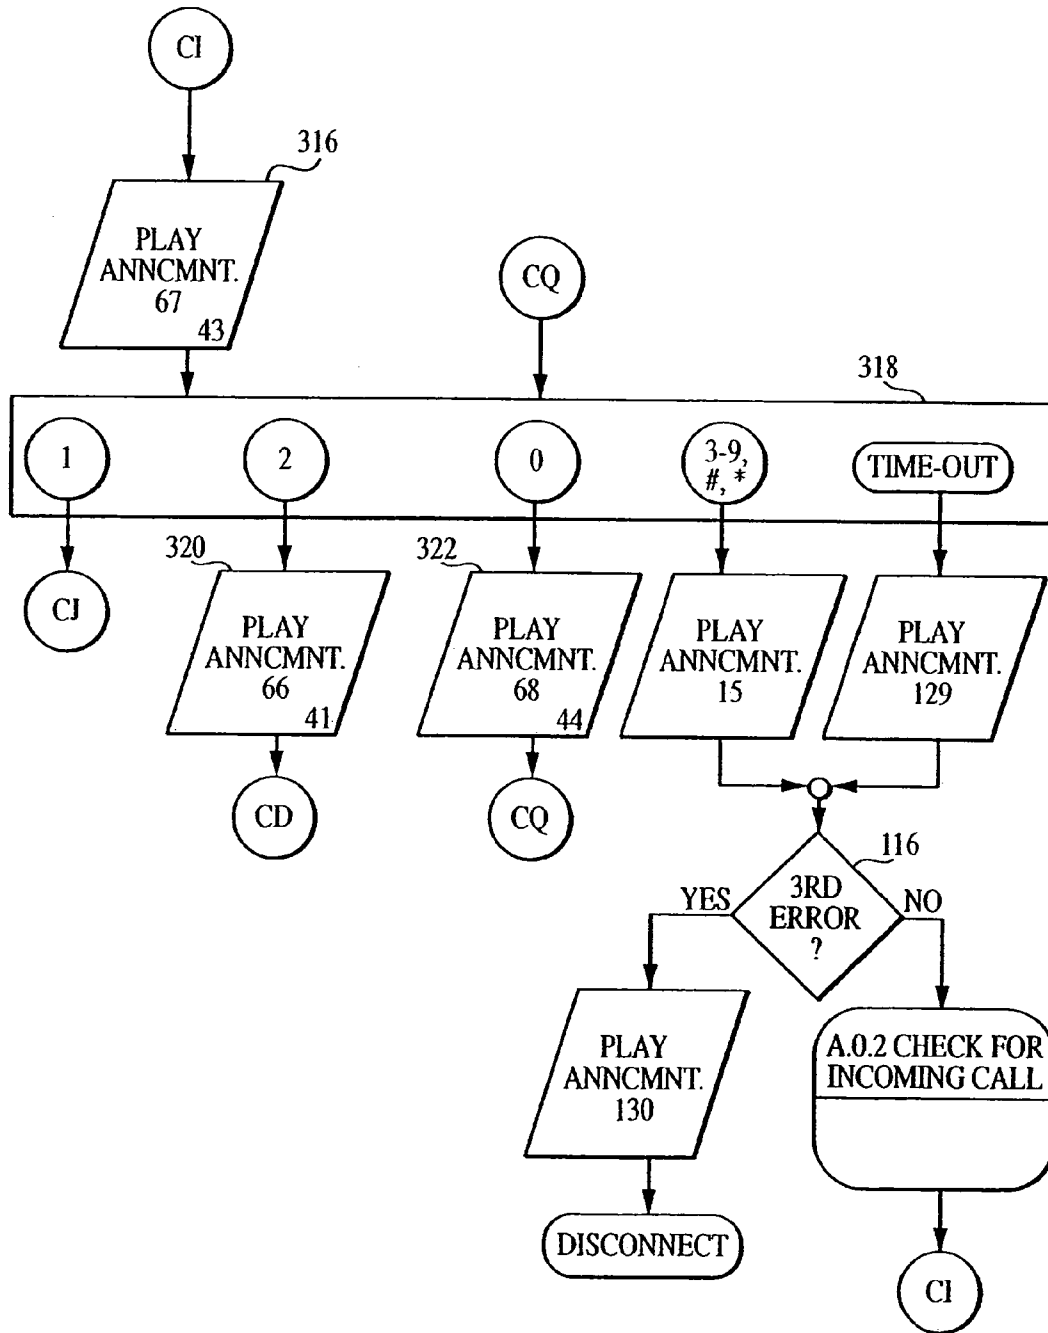 CI
316
PLAY
ANNCMNT.
67
43
CQ
318
1
2
0
3-9,
#, *
TIME-OUT
CJ
320
PLAY
ANNCMNT.
66
41
322
PLAY
ANNCMNT.
68
44
PLAY
ANNCMNT.
15
PLAY
ANNCMNT.
129
CD
CQ
116
3RD
ERROR
?
YES
NO
PLAY
ANNCMNT.
130
A.0.2 CHECK FOR
INCOMING CALL
DISCONNECT
CI